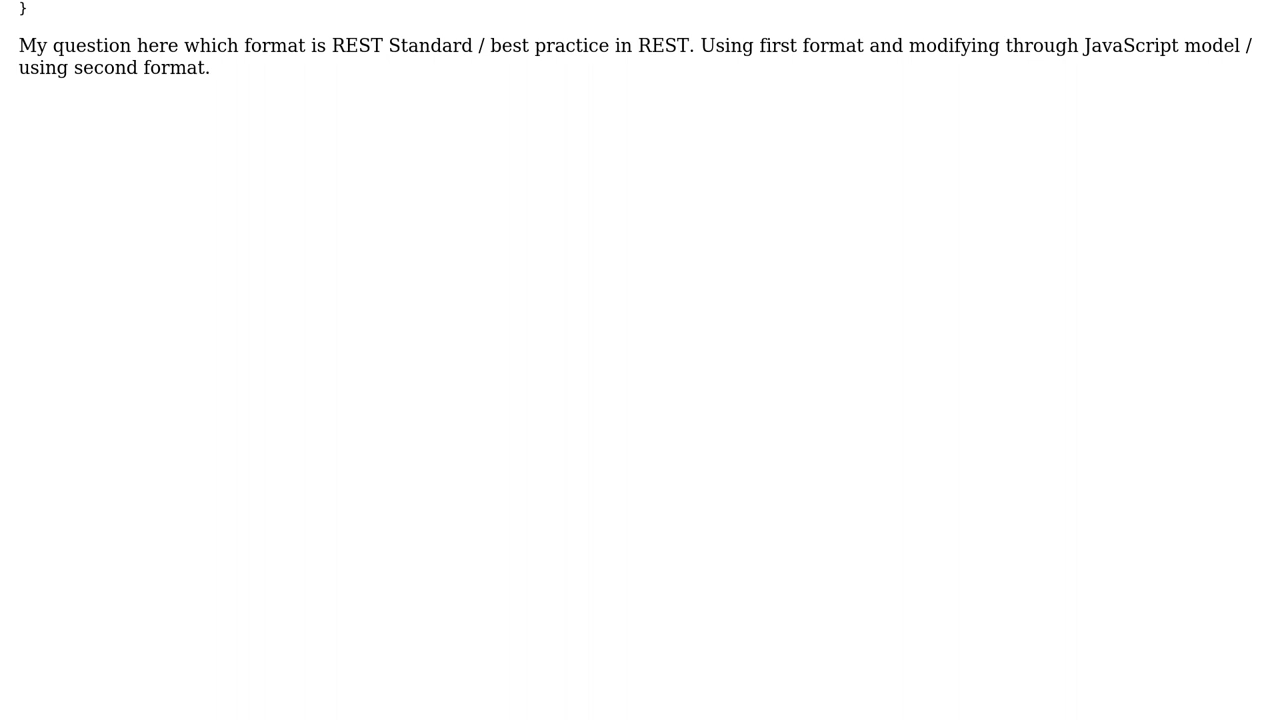 }
My question here which format is REST Standard / best practice in REST. Using first format and modifying through JavaScript model /
using second format.